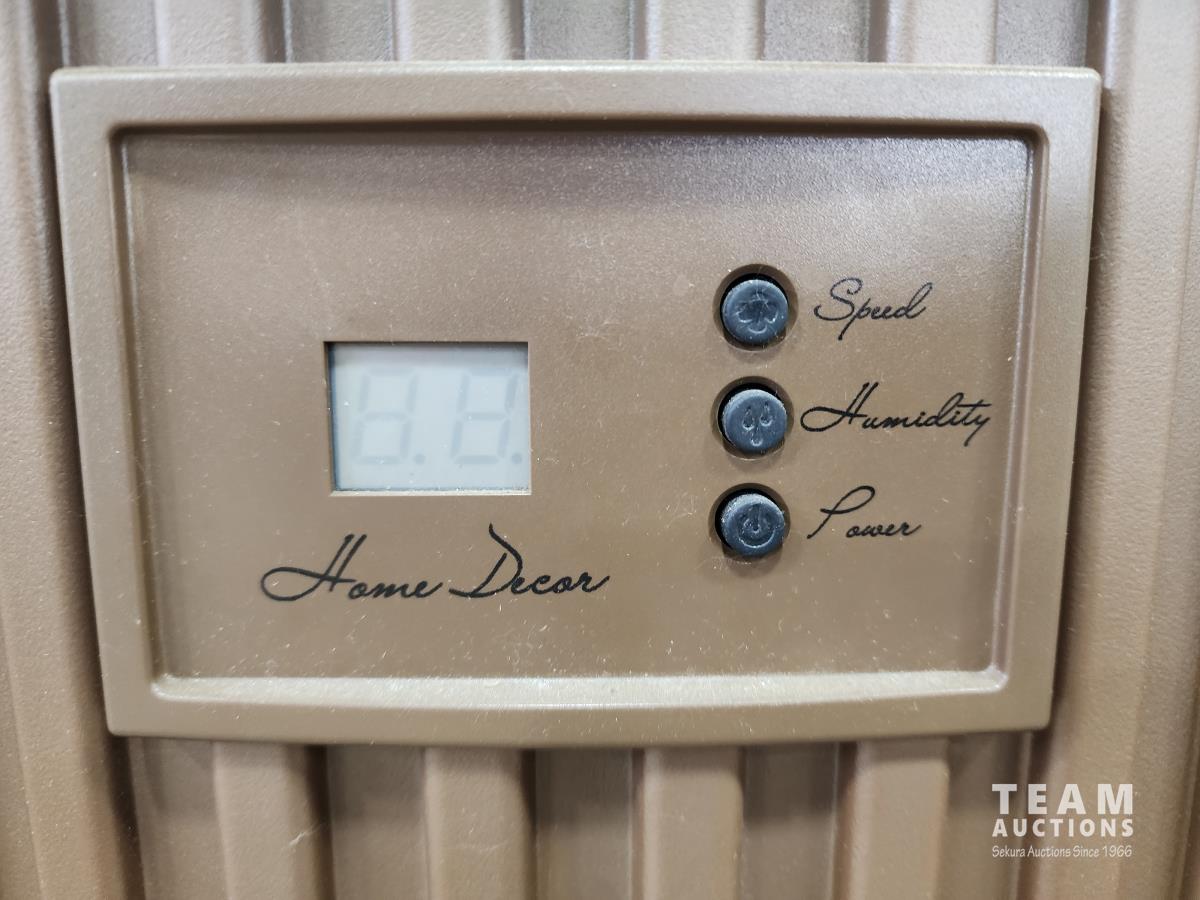 Speed
Humidity
Power
Home Decor
TEAM
AUCTIONS
Sekura Auctions Since 1966